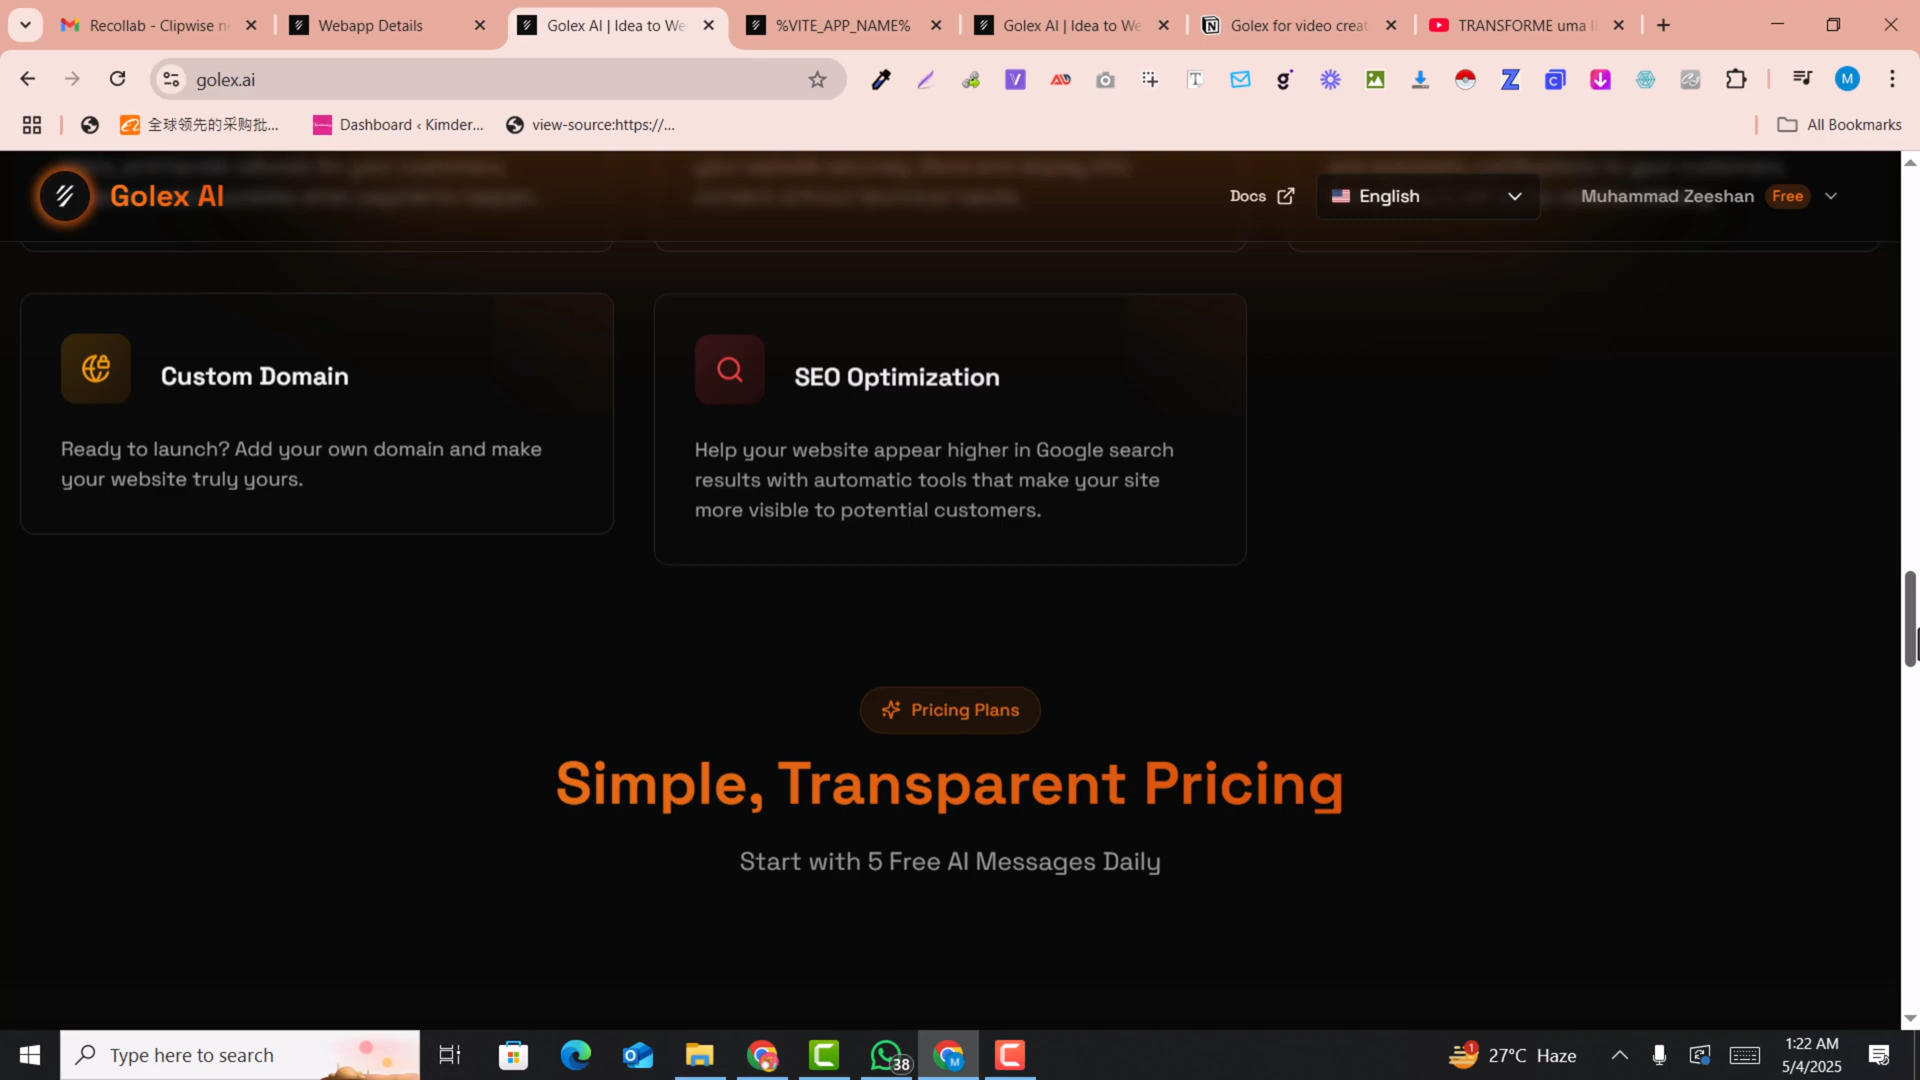 Recollab - Clipwise n
Webapp Details
Golex AI | Idea to We
%VITE_APP_NAME%
Golex AI | Idea to We
Golex for video creat
TRANSFORME uma I
golex.ai
M
全球领先的采购批...
Dashboard ‹ Kimder...
view-source:https://...
All Bookmarks
Golex AI
Docs
English
Muhammad Zeeshan
Free
Custom Domain
Ready to launch? Add your own domain and make
your website truly yours.
SEO Optimization
Help your website appear higher in Google search
results with automatic tools that make your site
more visible to potential customers.
Pricing Plans
Simple, Transparent Pricing
Start with 5 Free AI Messages Daily
Type here to search
38
27°C Haze
1:22 AM
5/4/2025